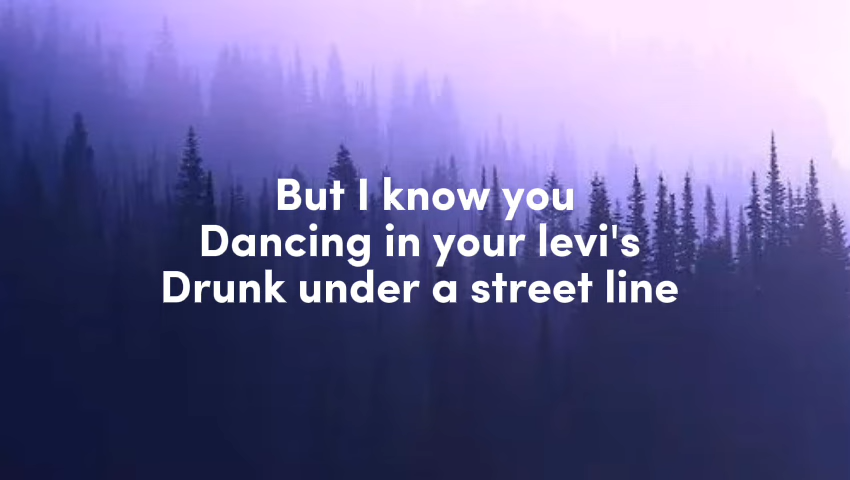 But I know you
Dancing in your levi's
Drunk under a street line